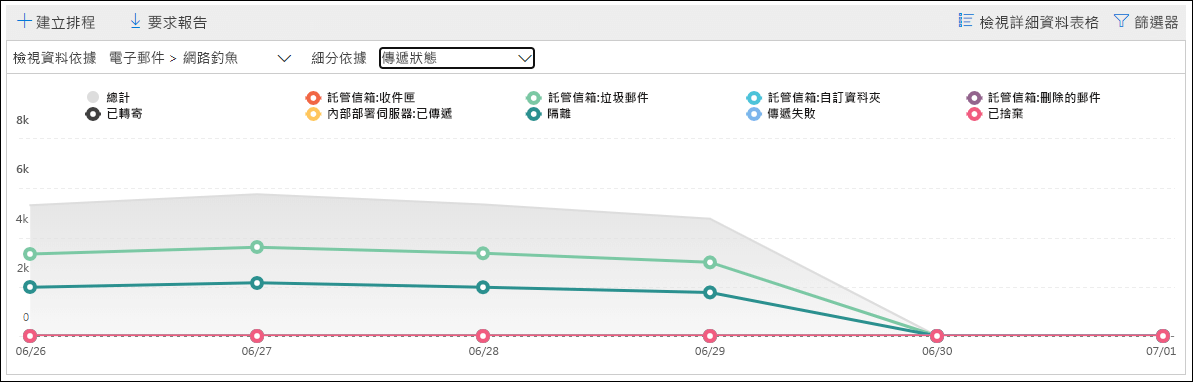 建立排程 要求報告 檢視詳細資料表格 篩選器
檢視資料依據 電子郵件 > 網路釣魚 細分依據 傳遞狀態
總計 託管信箱:收件匣 託管信箱:垃圾郵件 託管信箱:自訂資料夾 託管信箱:刪除的郵件
已轉寄 內部部署伺服器:已傳遞 隔離 傳遞失敗 已捨棄
8k
6k
4k
2k
0
06/26 06/27 06/28 06/29 06/30 07/01